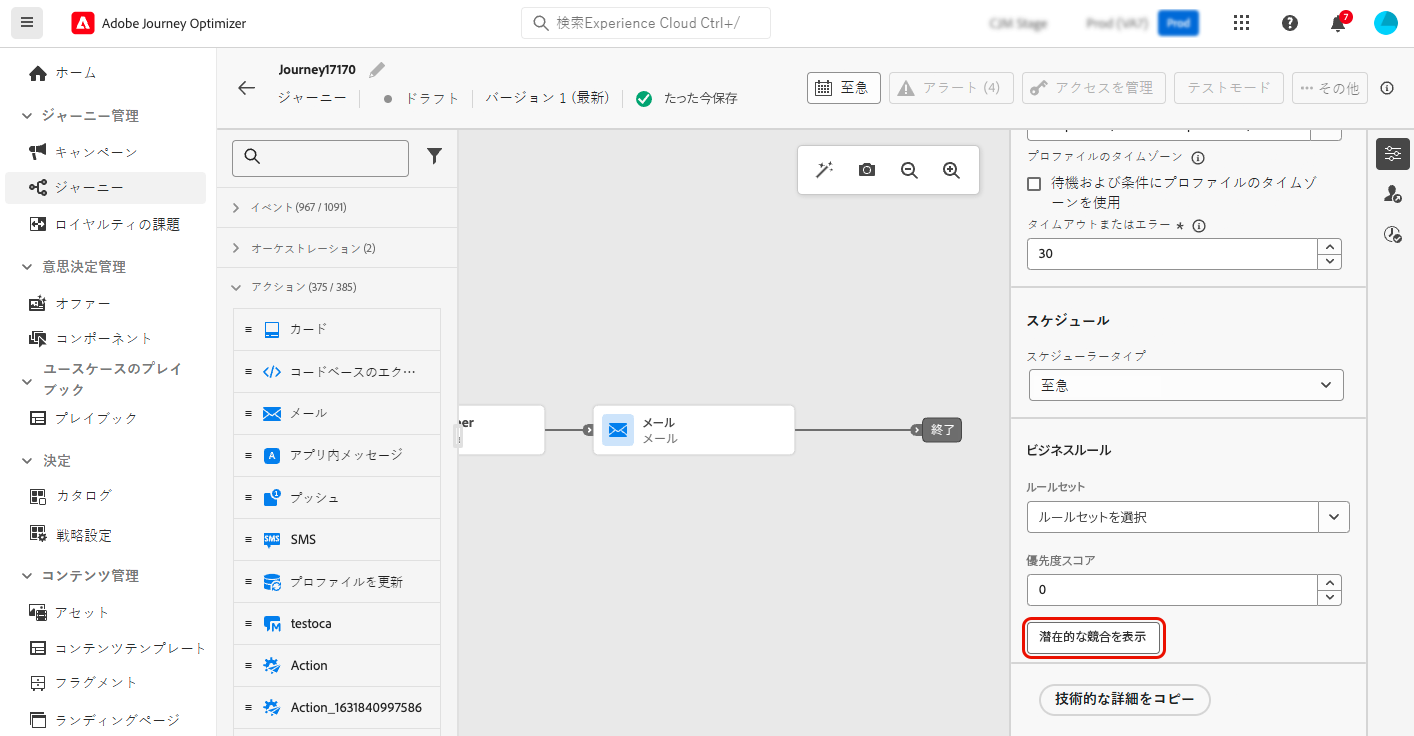 Adobe Journey Optimizer
検索Experience Cloud Ctrl+/
CJM Stage
Prod (VA7)
Prod
7
ホーム
ジャーニー管理
キャンペーン
ジャーニー
ロイヤルティの課題
意思決定管理
オファー
コンポーネント
ユースケースのプレイ
ブック
プレイブック
決定
カタログ
戦略設定
コンテンツ管理
アセット
コンテンツテンプレート
フラグメント
ランディングページ
Journey17170
ジャーニー
ドラフト
バージョン 1 (最新)
たった今保存
至急
アラート (4)
アクセスを管理
テストモード
··· その他
イベント (967 / 1091)
オーケストレーション (2)
アクション (375 / 385)
カード
コードベースのエク···
メール
アプリ内メッセージ
プッシュ
SMS
プロファイルを更新
testoca
Action
Action_1631840997586
メール
メール
終了
プロファイルのタイムゾーン
待機および条件にプロファイルのタイムゾ
ーンを使用
タイムアウトまたはエラー *
30
スケジュール
スケジューラータイプ
至急
ビジネスルール
ルールセット
ルールセットを選択
優先度スコア
0
潜在的な競合を表示
技術的な詳細をコピー